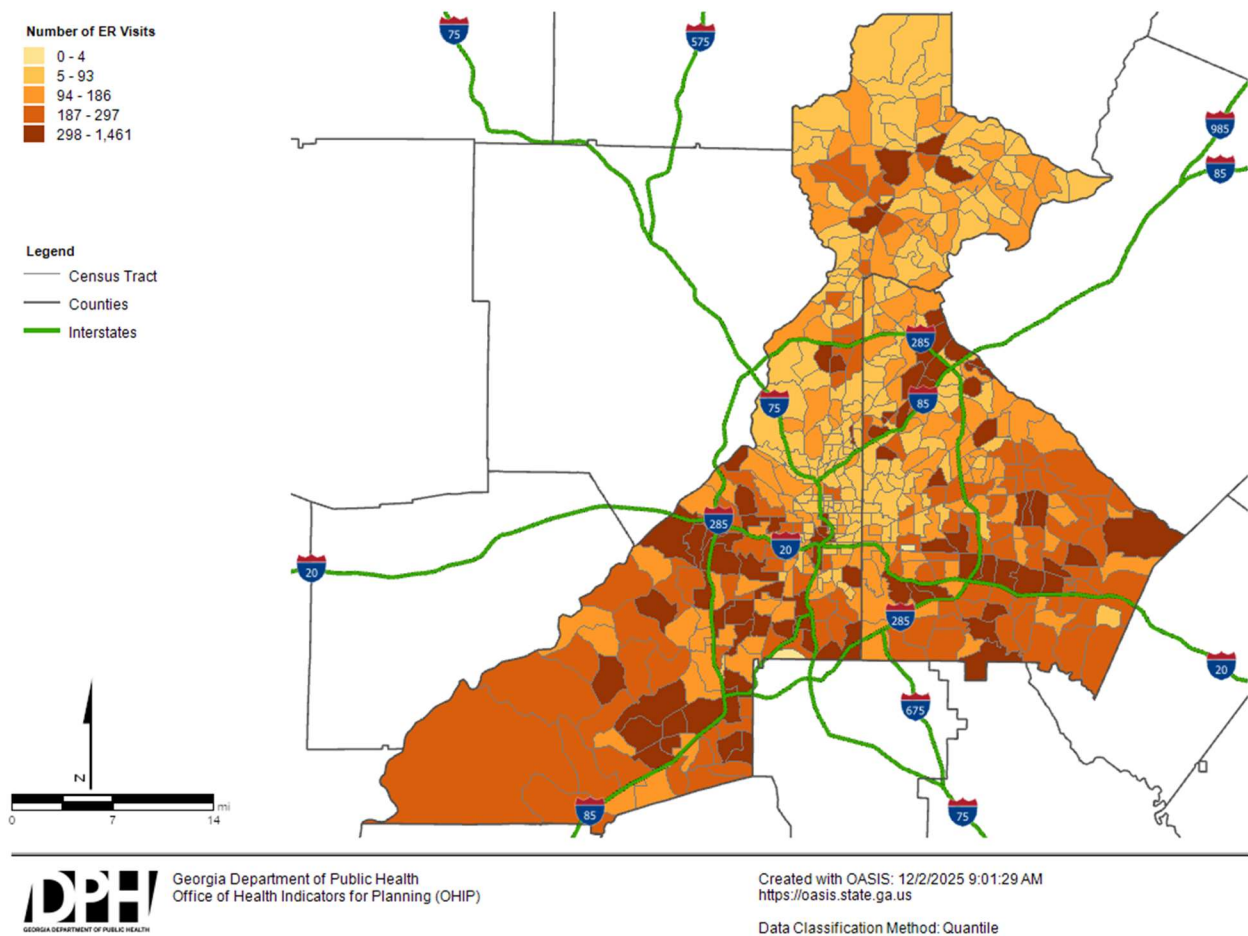 Number of ER Visits
0 - 4
5 - 93
94 - 186
187 - 297
298 - 1,461
Legend
Census Tract
Counties
Interstates
75
575
985
85
285
75
85
285
20
20
285
20
675
85
75
N
mi
0 7 14
DPH
GEORGIA DEPARTMENT OF PUBLIC HEALTH
Georgia Department of Public Health
Office of Health Indicators for Planning (OHIP)
Created with OASIS: 12/2/2025 9:01:29 AM
https://oasis.state.ga.us
Data Classification Method: Quantile